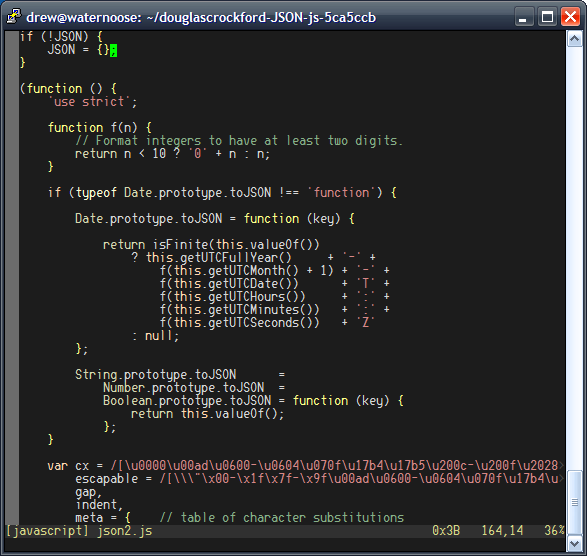 drew@waternoose: ~/douglascrockford-JSON-js-5ca5ccb
if (!JSON) {
    JSON = {};
}

(function () {
    'use strict';

    function f(n) {
        // Format integers to have at least two digits.
        return n < 10 ? '0' + n : n;
    }

    if (typeof Date.prototype.toJSON !== 'function') {

        Date.prototype.toJSON = function (key) {

            return isFinite(this.valueOf())
                ? this.getUTCFullYear()     + '-' +
                    f(this.getUTCMonth() + 1) + '-' +
                    f(this.getUTCDate())      + 'T' +
                    f(this.getUTCHours())     + ':' +
                    f(this.getUTCMinutes())   + ':' +
                    f(this.getUTCSeconds())   + 'Z'
                : null;
        };

        String.prototype.toJSON      =
            Number.prototype.toJSON  =
            Boolean.prototype.toJSON = function (key) {
                return this.valueOf();
            };
    }

    var cx = /[\u0000\u00ad\u0600-\u0604\u070f\u17b4\u17b5\u200c-\u200f\u2028
        escapable = /[\\\"\x00-\x1f\x7f-\x9f\u00ad\u0600-\u0604\u070f\u17b4\u
        gap,
        indent,
        meta = {    // table of character substitutions
[javascript] json2.js 0x3B 164,14 36%